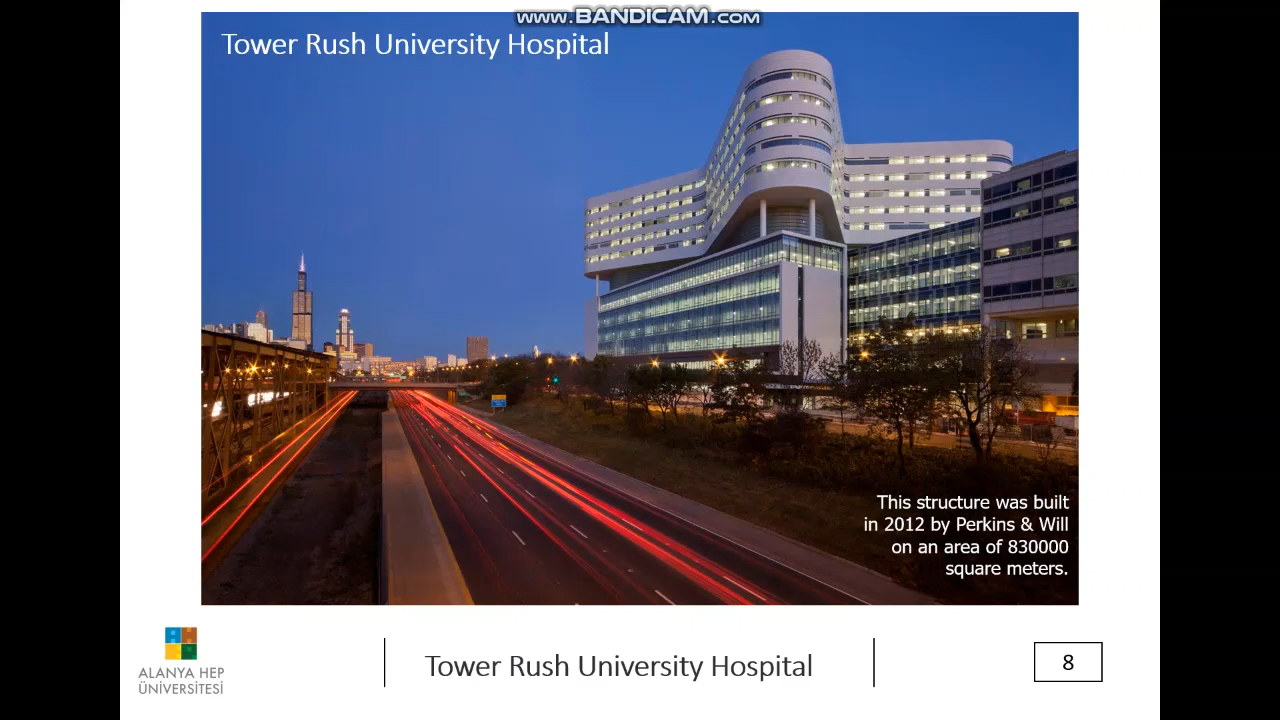 www.BANDICAM.com
Tower Rush University Hospital
This structure was built
in 2012 by Perkins & Will
on an area of 830000
square meters.
ALANYA HEP
ÜNİVERSİTESİ
Tower Rush University Hospital
8